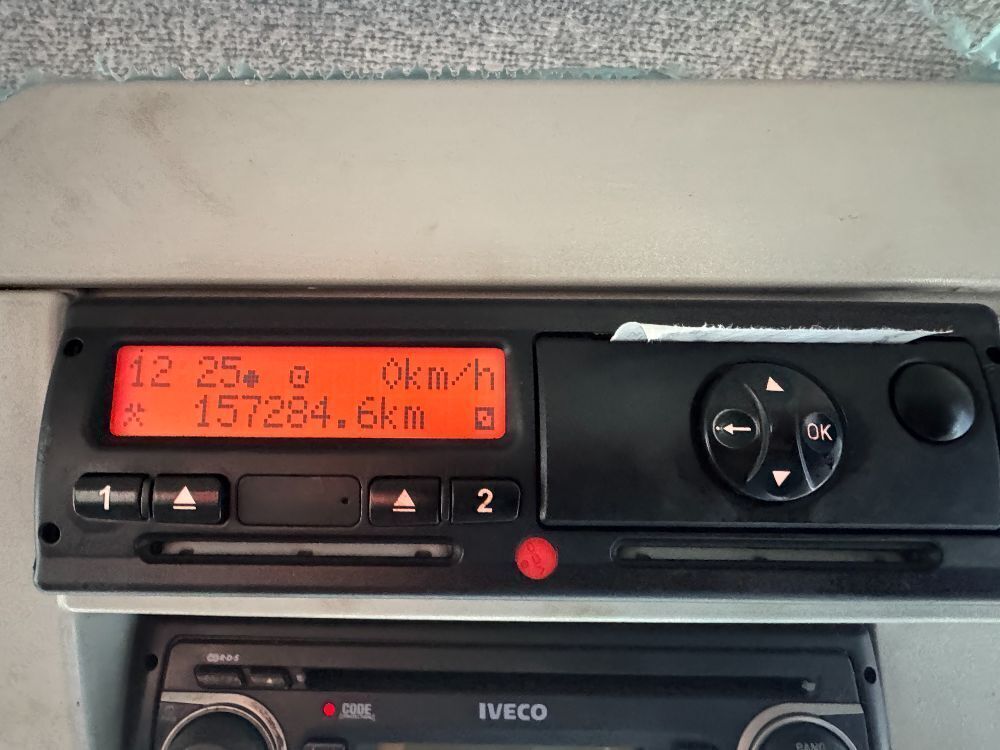 12 25 0km/h
157284.6km
OK
1 2
R·D·S
CODE
IVECO